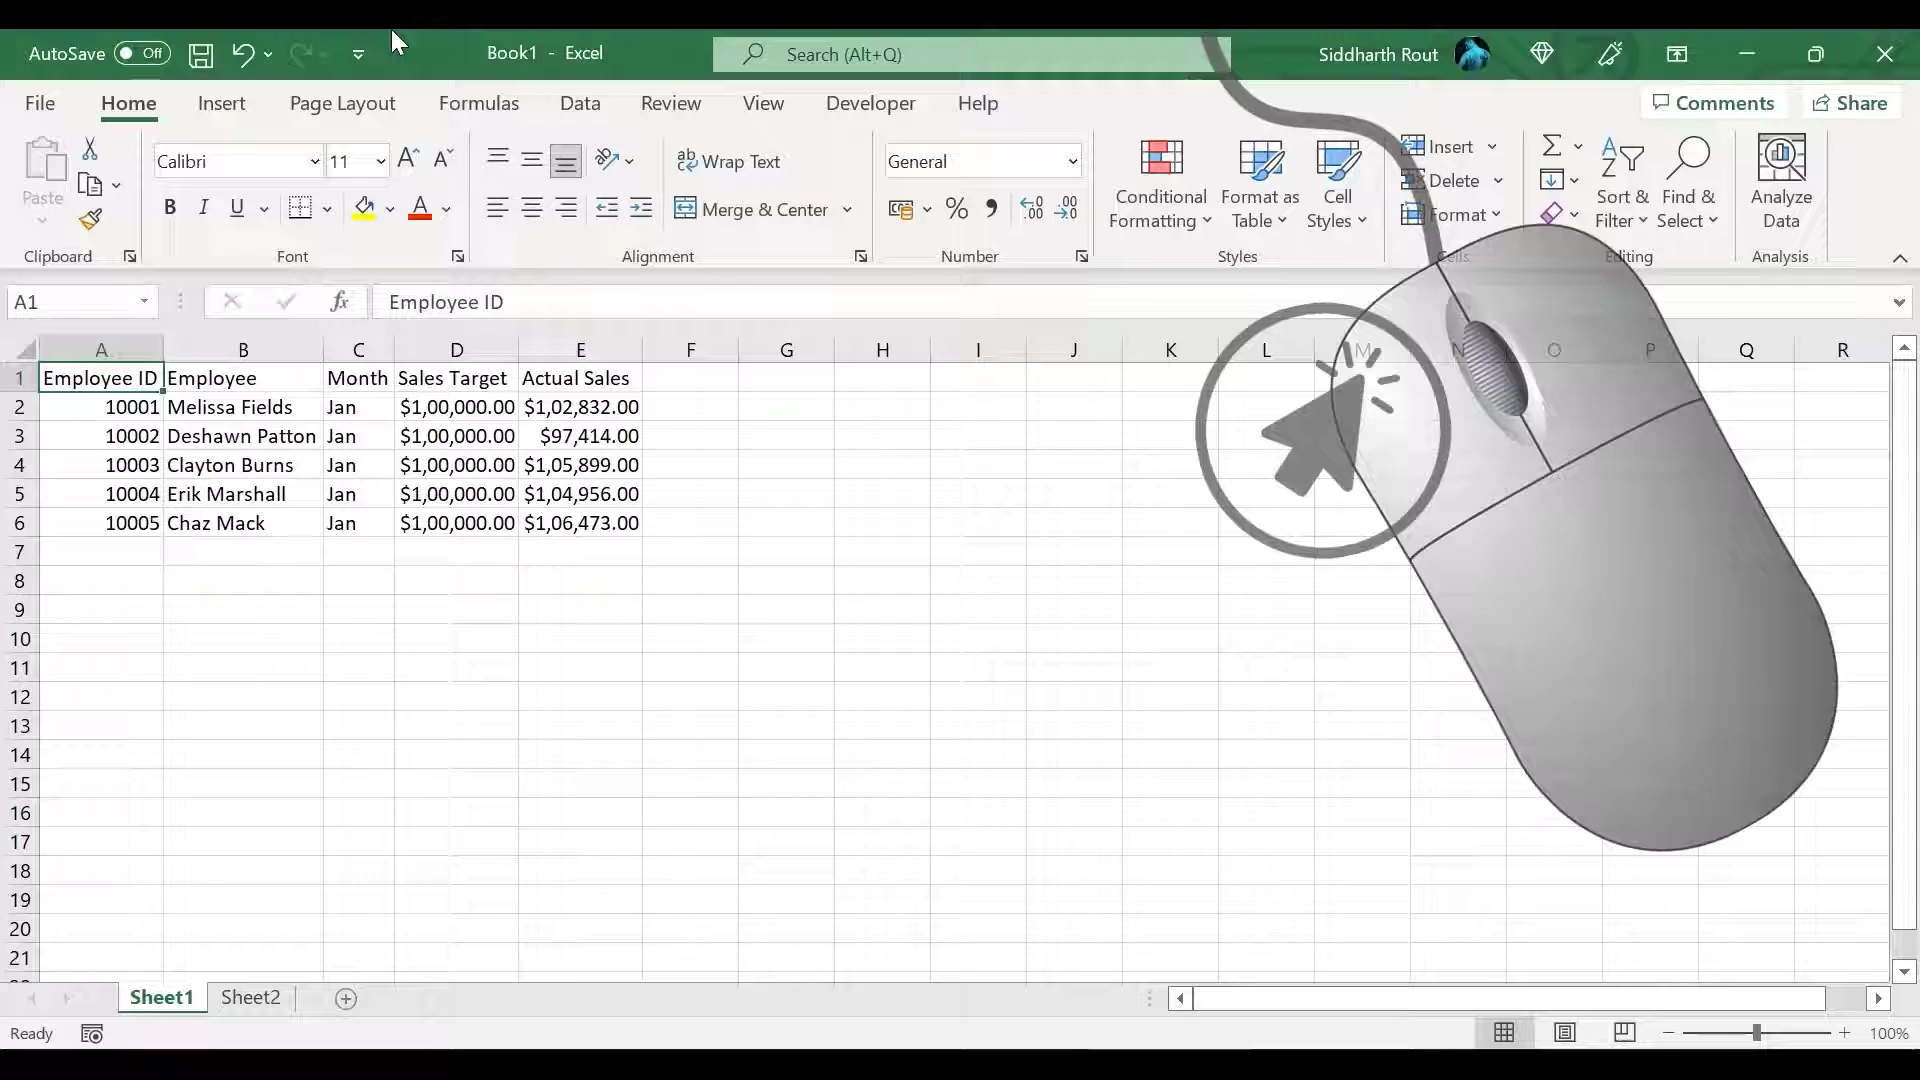 AutoSave Off Book1 - Excel Search (Alt+Q) Siddharth Rout
File Home Insert Page Layout Formulas Data Review View Developer Help Comments Share
Paste
Clipboard
Calibri 11
B I U
Font
Wrap Text
Merge & Center
Alignment
General
Number
Conditional Formatting
Format as Table
Cell Styles
Styles
Insert
Delete
Format
Cells
Sort & Filter
Find & Select
Editing
Analyze Data
Analysis
A1 fx Employee ID
A B C D E F G H I J K L M N O P Q R
1 Employee ID Employee Month Sales Target Actual Sales
2 10001 Melissa Fields Jan $1,00,000.00 $1,02,832.00
3 10002 Deshawn Patton Jan $1,00,000.00 $97,414.00
4 10003 Clayton Burns Jan $1,00,000.00 $1,05,899.00
5 10004 Erik Marshall Jan $1,00,000.00 $1,04,956.00
6 10005 Chaz Mack Jan $1,00,000.00 $1,06,473.00
7
8
9
10
11
12
13
14
15
16
17
18
19
20
21
Sheet1 Sheet2
Ready 100%